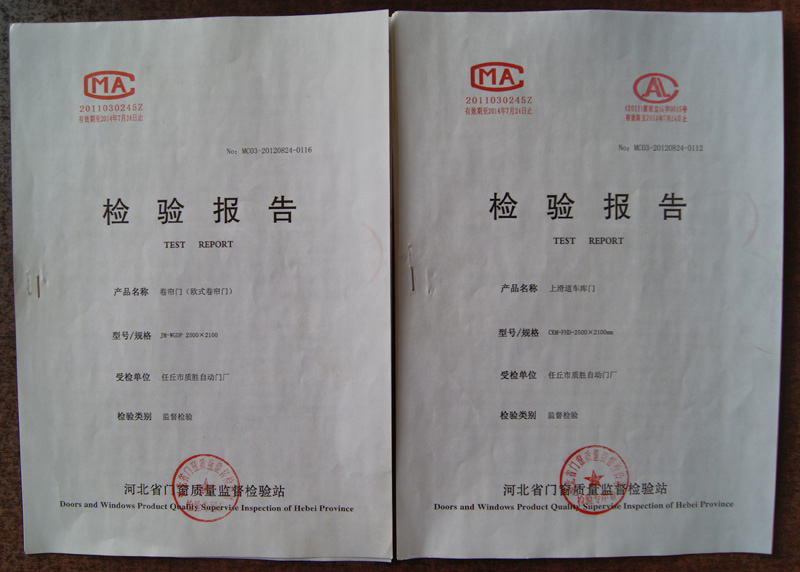 CMA
2011030245Z
有效期至2014年7月24日止
No: MC03-20120824-0116
检验报告
TEST REPORT
产品名称 卷帘门（欧式卷帘门）
型号/规格 JM-WGDP 2500×2100
受检单位 任丘市质胜自动门厂
检验类别 监督检验
河北省门窗质量监督检验站
Doors and Windows Product Quality Supervise Inspection of Hebei Province
CMA
2011030245Z
有效期至2014年7月24日止
CAL
No: MC03-20120824-0112
检验报告
TEST REPORT
产品名称 上滑道车库门
型号/规格 CKM-FHD-2500×2100mm
受检单位 任丘市质胜自动门厂
检验类别 监督检验
河北省门窗质量监督检验站
Doors and Windows Product Quality Supervise Inspection of Hebei Province